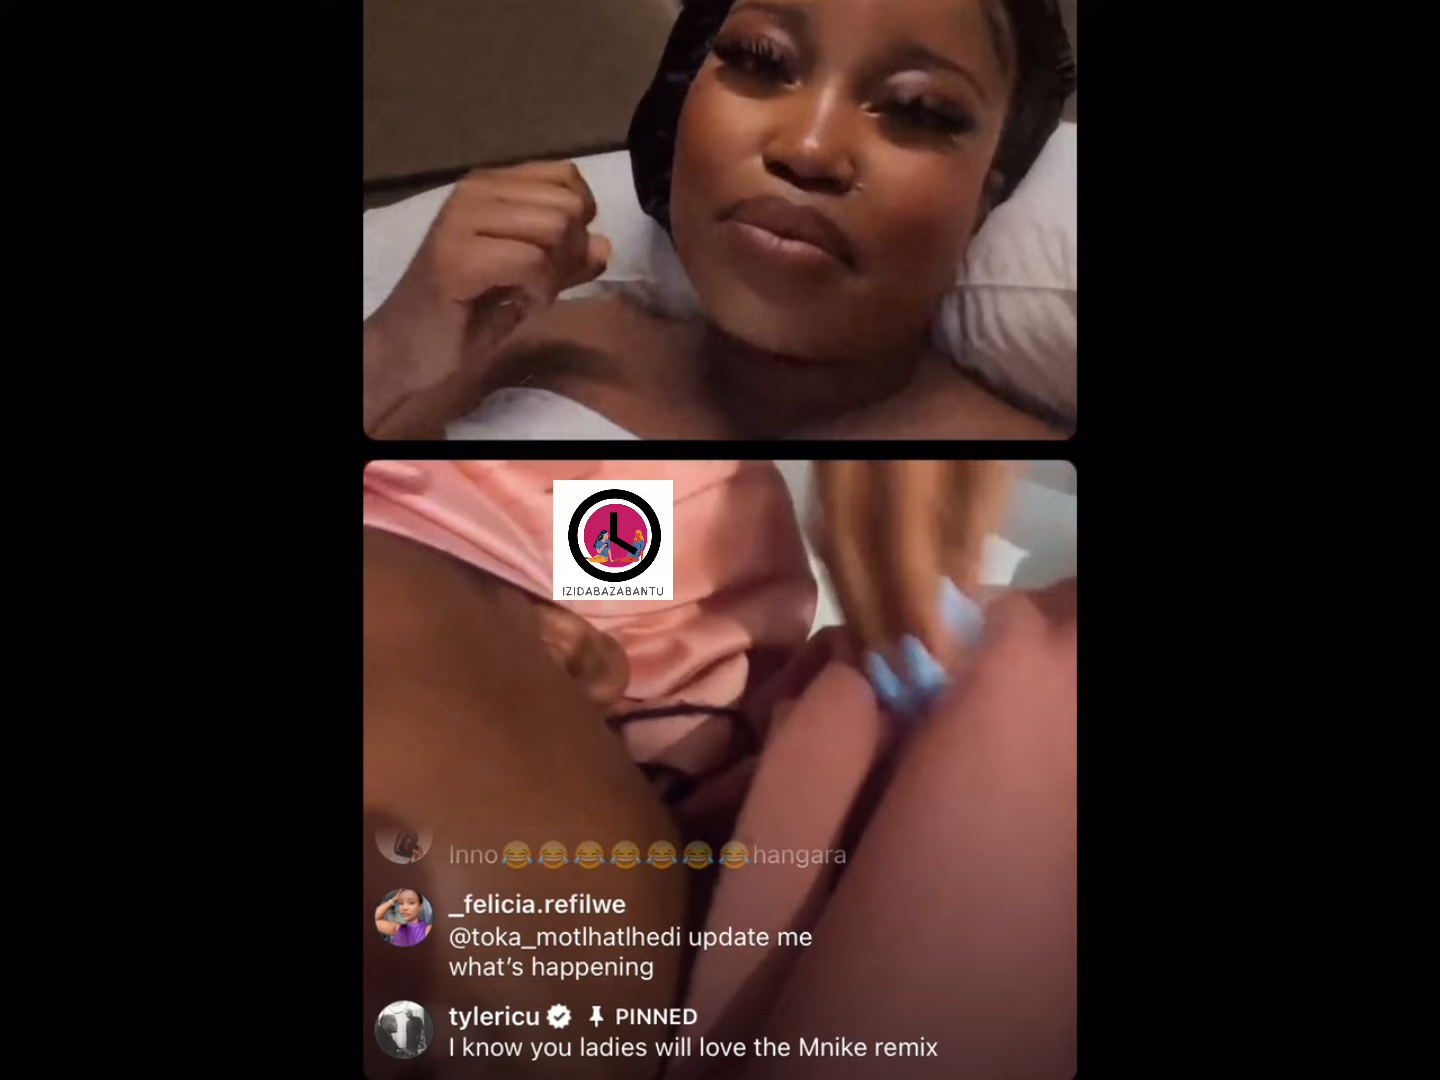 IZIDABAZABANTU
Inno😂😂😂😂😂😂😂hangara
_felicia.refilwe
@toka_motlhatlhedi update me
what's happening
tylericu PINNED
I know you ladies will love the Mnike remix